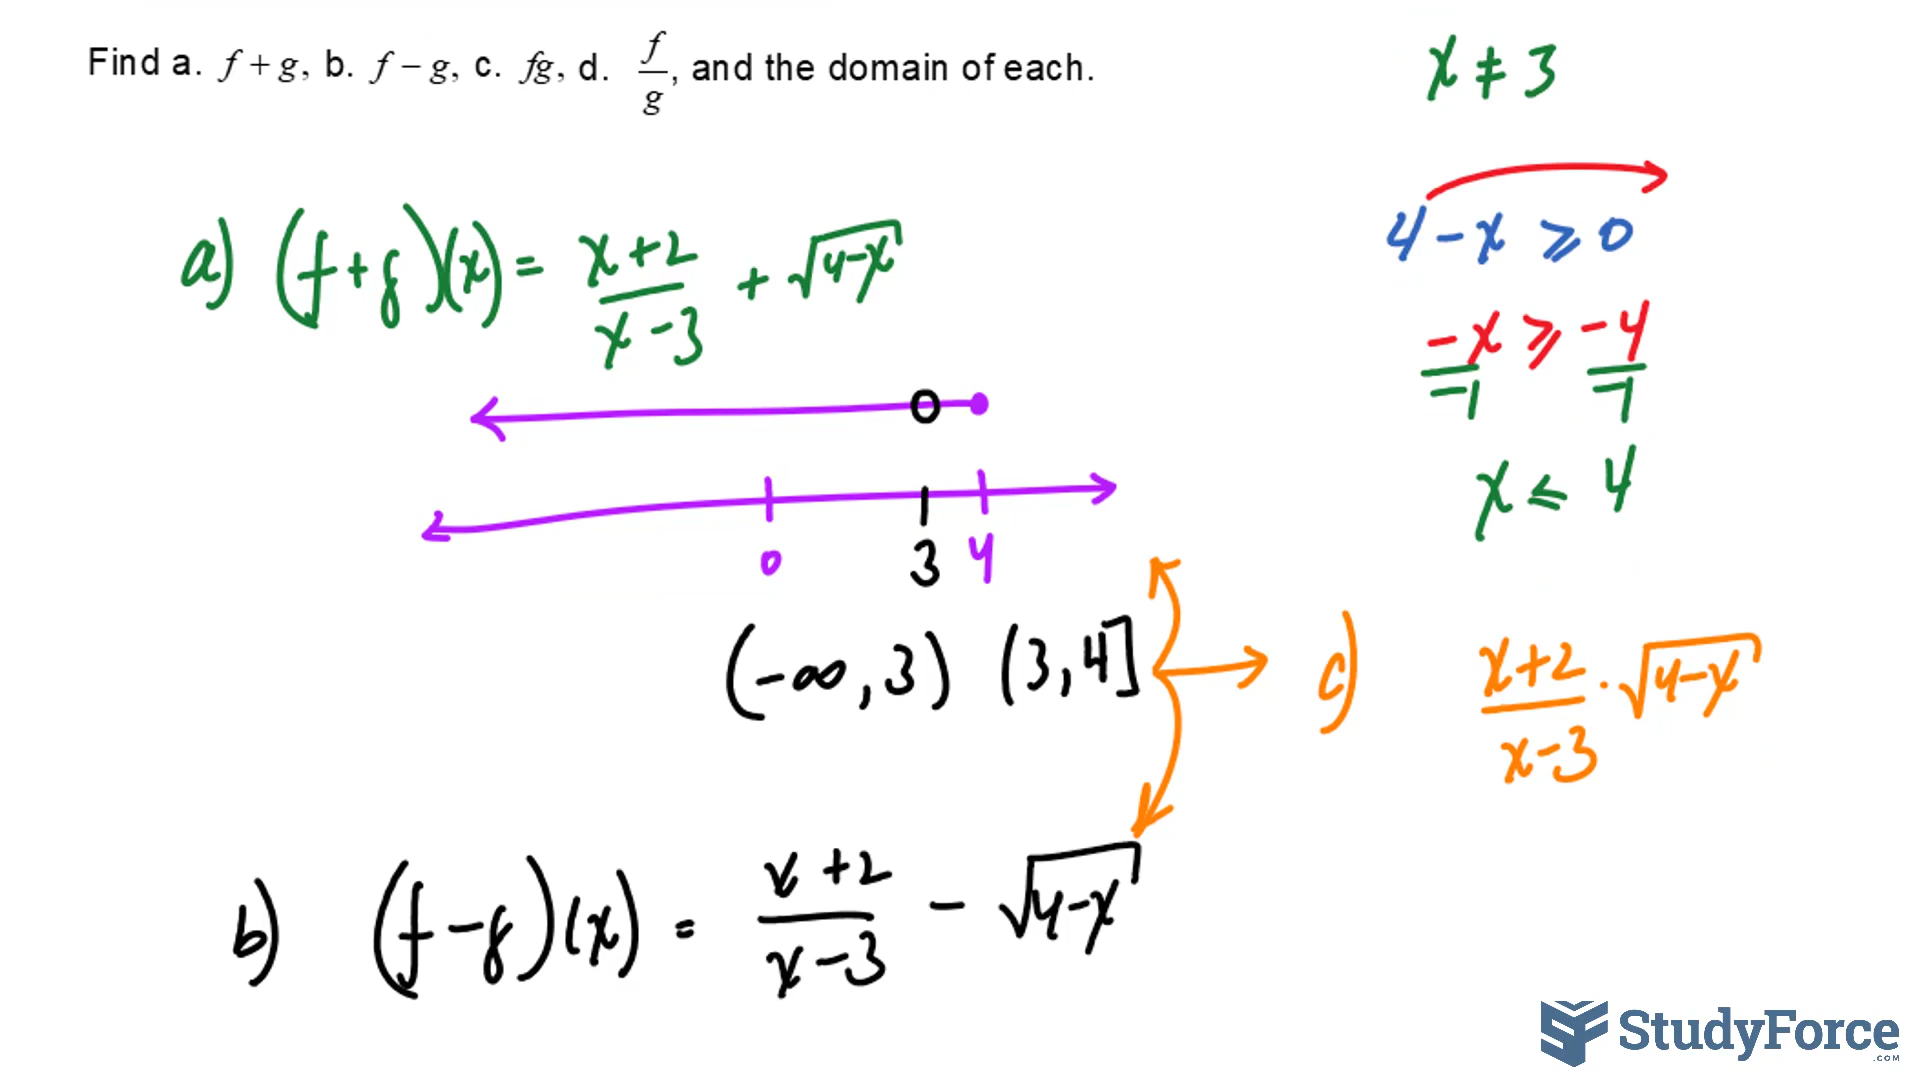 Find a. f + g, b. f − g, c. fg, d. f/g, and the domain of each.
x ≠ 3
4 − x ≥ 0
−x ≥ −4
−1 −1
x ≤ 4
a) (f+g)(x) = x+2/x−3 + √4−x
0 3 4
(−∞, 3) (3, 4]
c) x+2/x−3 · √4−x
b) (f−g)(x) = x+2/x−3 − √4−x
StudyForce
.COM